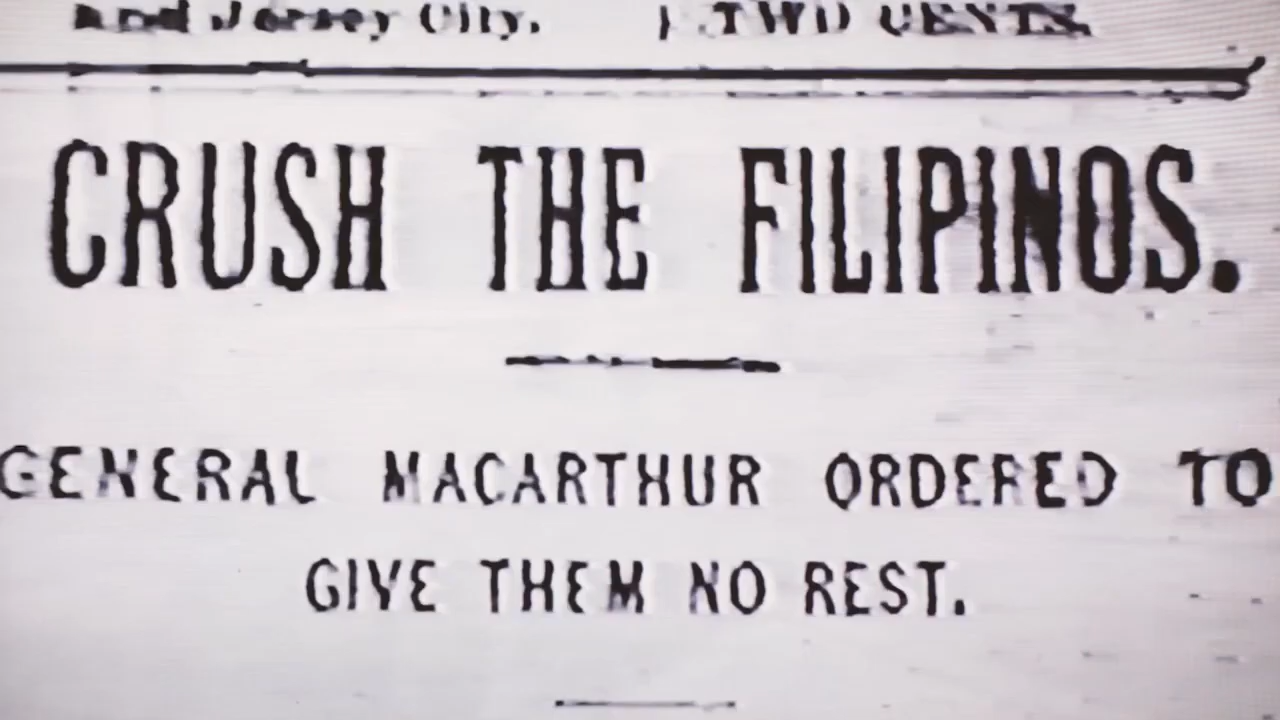 and Jersey City. } TWO CENTS.
CRUSH THE FILIPINOS.
GENERAL MACARTHUR ORDERED TO
GIVE THEM NO REST.